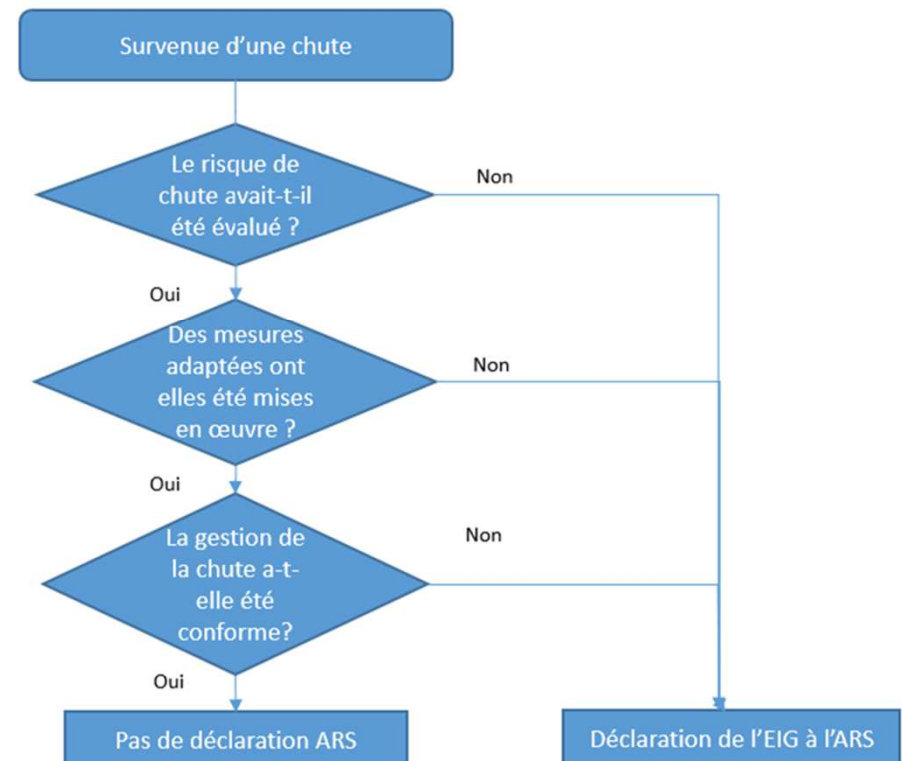 Survenue d'une chute
Le risque de
chute avait-t-il
été évalué ?
Non
Oui
Des mesures
adaptées ont
elles été mises
en œuvre ?
Non
Oui
La gestion de
la chute a-t-
elle été
conforme?
Non
Oui
Pas de déclaration ARS
Déclaration de l'EIG à l'ARS